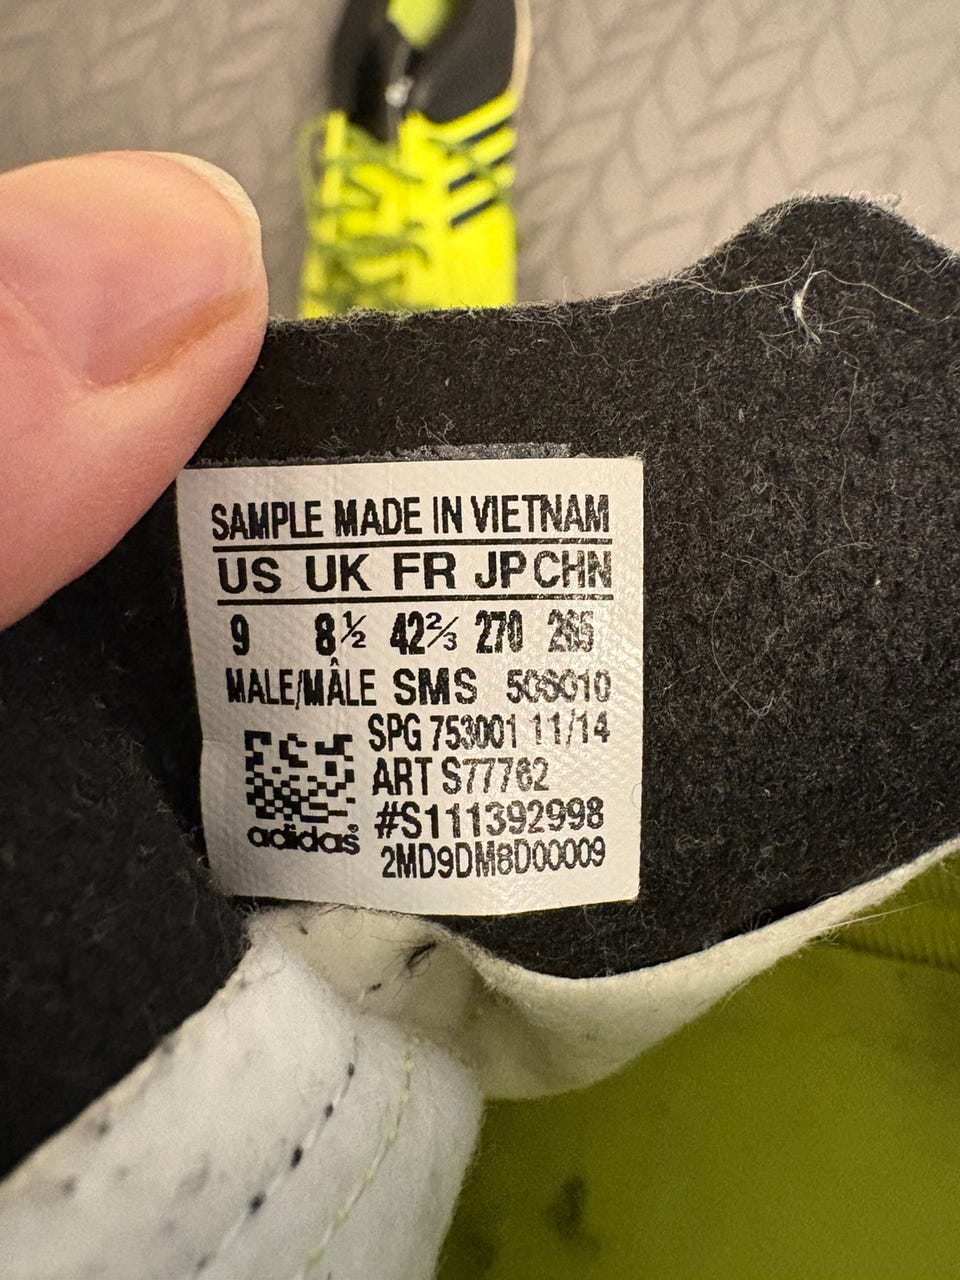 SAMPLE MADE IN VIETNAM
US UK FR JP CHN
9 8½ 42⅔ 270 265
MALE/MÂLE SMS 506010
SPG 753001 11/14
ART S77762
#S111392998
adidas® 2MD9DM8D00009